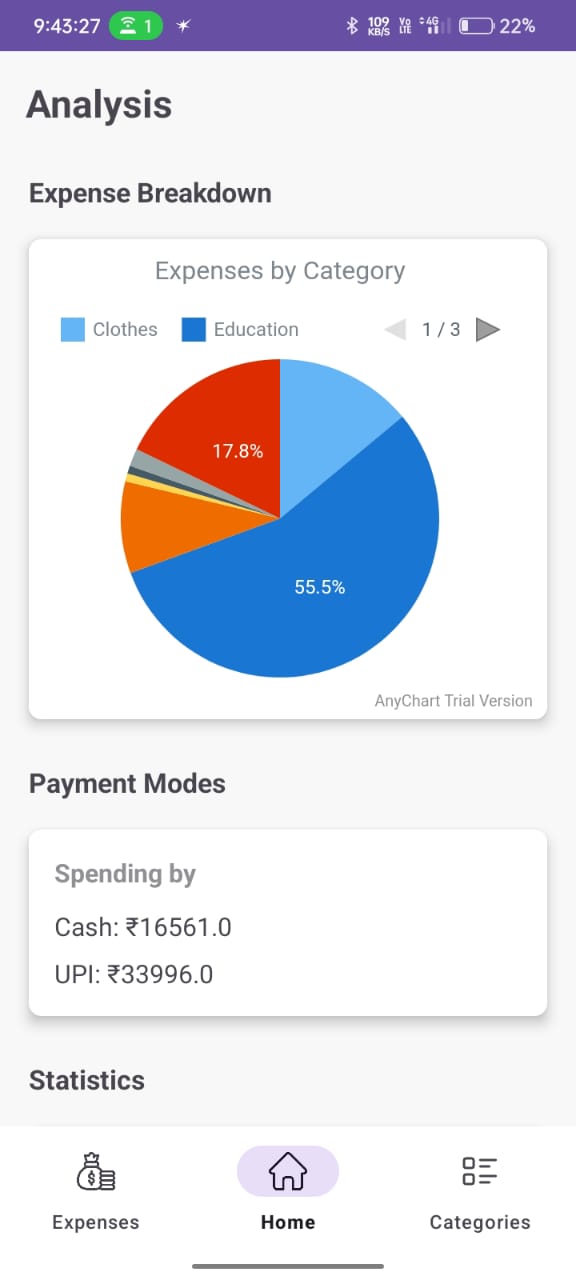 9:43:27 1 109 KB/S Vo LTE 4G 22%
Analysis
Expense Breakdown
Expenses by Category
Clothes Education 1 / 3
17.8%
55.5%
AnyChart Trial Version
Payment Modes
Spending by
Cash: ₹16561.0
UPI: ₹33996.0
Statistics
Expenses Home Categories